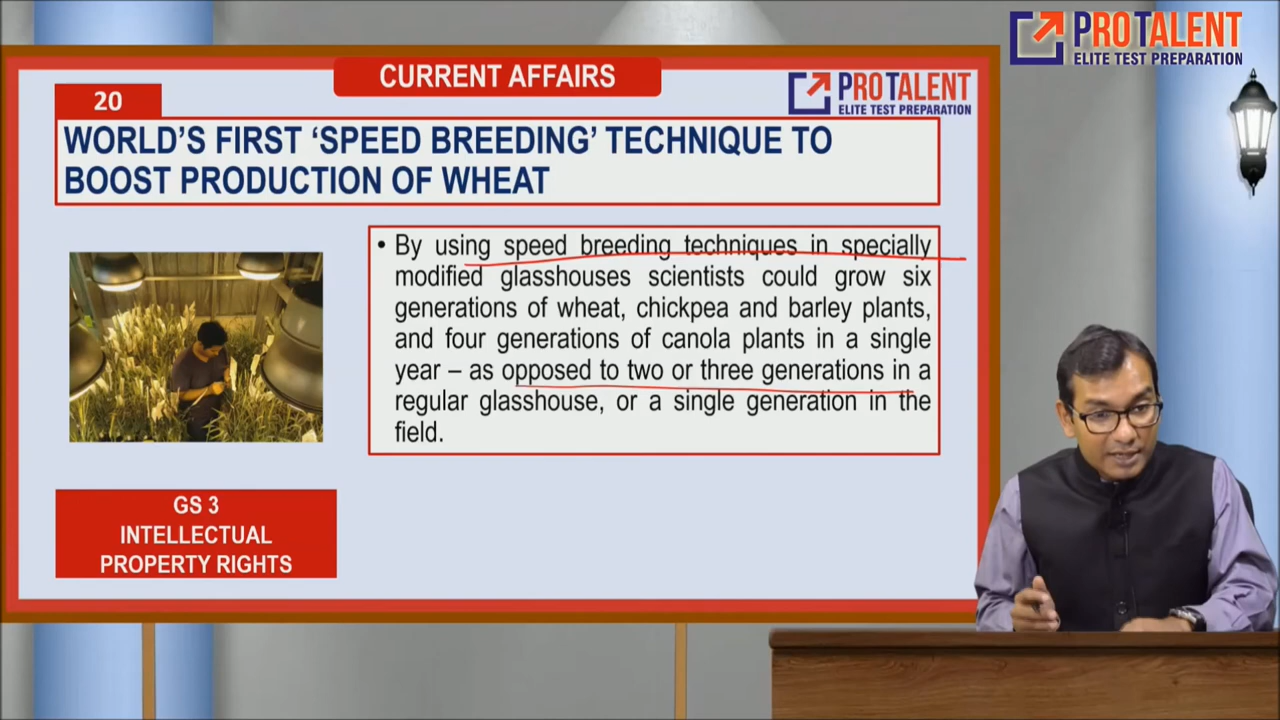 PROTALENT
ELITE TEST PREPARATION
CURRENT AFFAIRS
PROTALENT
ELITE TEST PREPARATION
20
WORLD'S FIRST 'SPEED BREEDING' TECHNIQUE TO
BOOST PRODUCTION OF WHEAT
• By using speed breeding techniques in specially
modified glasshouses scientists could grow six
generations of wheat, chickpea and barley plants,
and four generations of canola plants in a single
year – as opposed to two or three generations in a
regular glasshouse, or a single generation in the
field.
GS 3
INTELLECTUAL
PROPERTY RIGHTS